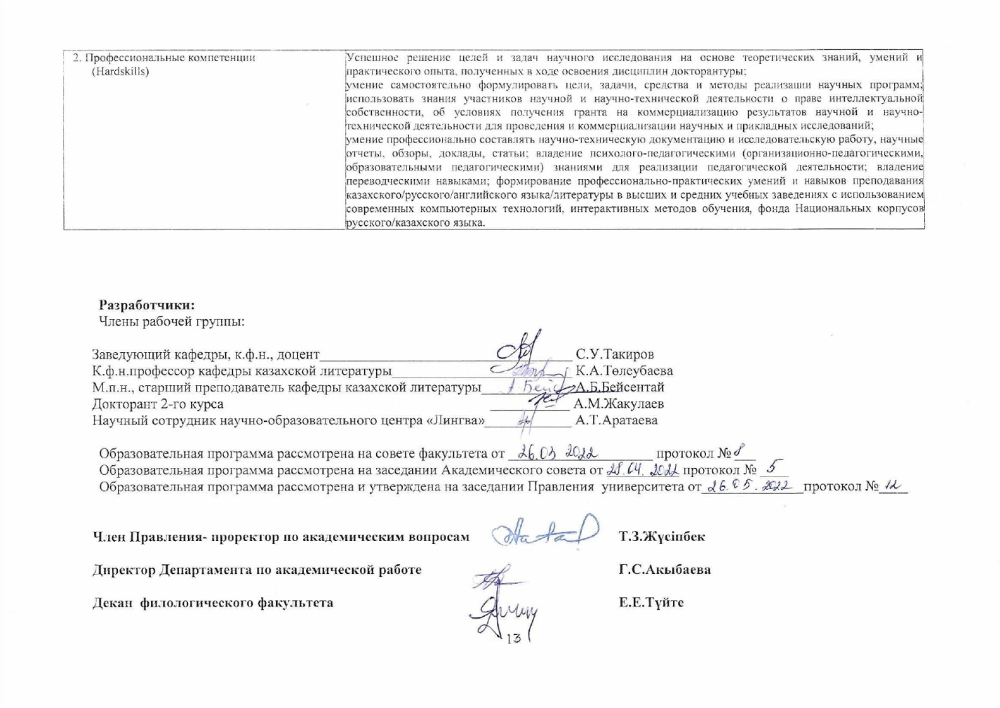 2. Профессиональные компетенции
(Hardskills)
Успешное решение целей и задач научного исследования на основе теоретических знаний, умений и
практического опыта, полученных в ходе освоения дисциплин докторантуры;
умение самостоятельно формулировать цели, задачи, средства и методы реализации научных программ;
использовать знания участников научной и научно-технической деятельности о праве интеллектуальной
собственности, об условиях получения гранта на коммерциализацию результатов научной и научно-
технической деятельности для проведения и коммерциализации научных и прикладных исследований;
умение профессионально составлять научно-техническую документацию и исследовательскую работу, научные
отчеты, обзоры, доклады, статьи; владение психолого-педагогическими (организационно-педагогическими,
образовательными педагогическими) знаниями для реализации педагогической деятельности; владение
переводческими навыками; формирование профессионально-практических умений и навыков преподавания
казахского/русского/английского языка/литературы в высших и средних учебных заведениях с использованием
современных компьютерных технологий, интерактивных методов обучения, фонда Национальных корпусов
русского/казахского языка.
Разработчики:
Члены рабочей группы:
Заведующий кафедры, к.ф.н., доцент С.У.Такиров
К.ф.н.профессор кафедры казахской литературы К.А.Төлеубаева
М.п.н., старший преподаватель кафедры казахской литературы А.Б.Бейсентай
Докторант 2-го курса А.М.Жакулаев
Научный сотрудник научно-образовательного центра «Лингва» А.Т.Аратаева
Образовательная программа рассмотрена на совете факультета от 26.03 2022 протокол № 8
Образовательная программа рассмотрена на заседании Академического совета от 28.04. 2022 протокол № 5
Образовательная программа рассмотрена и утверждена на заседании Правления университета от 26.05.2022 протокол № 12
Член Правления- проректор по академическим вопросам Т.З.Жүсіпбек
Директор Департамента по академической работе Г.С.Акыбаева
Декан филологического факультета Е.Е.Түйте
13